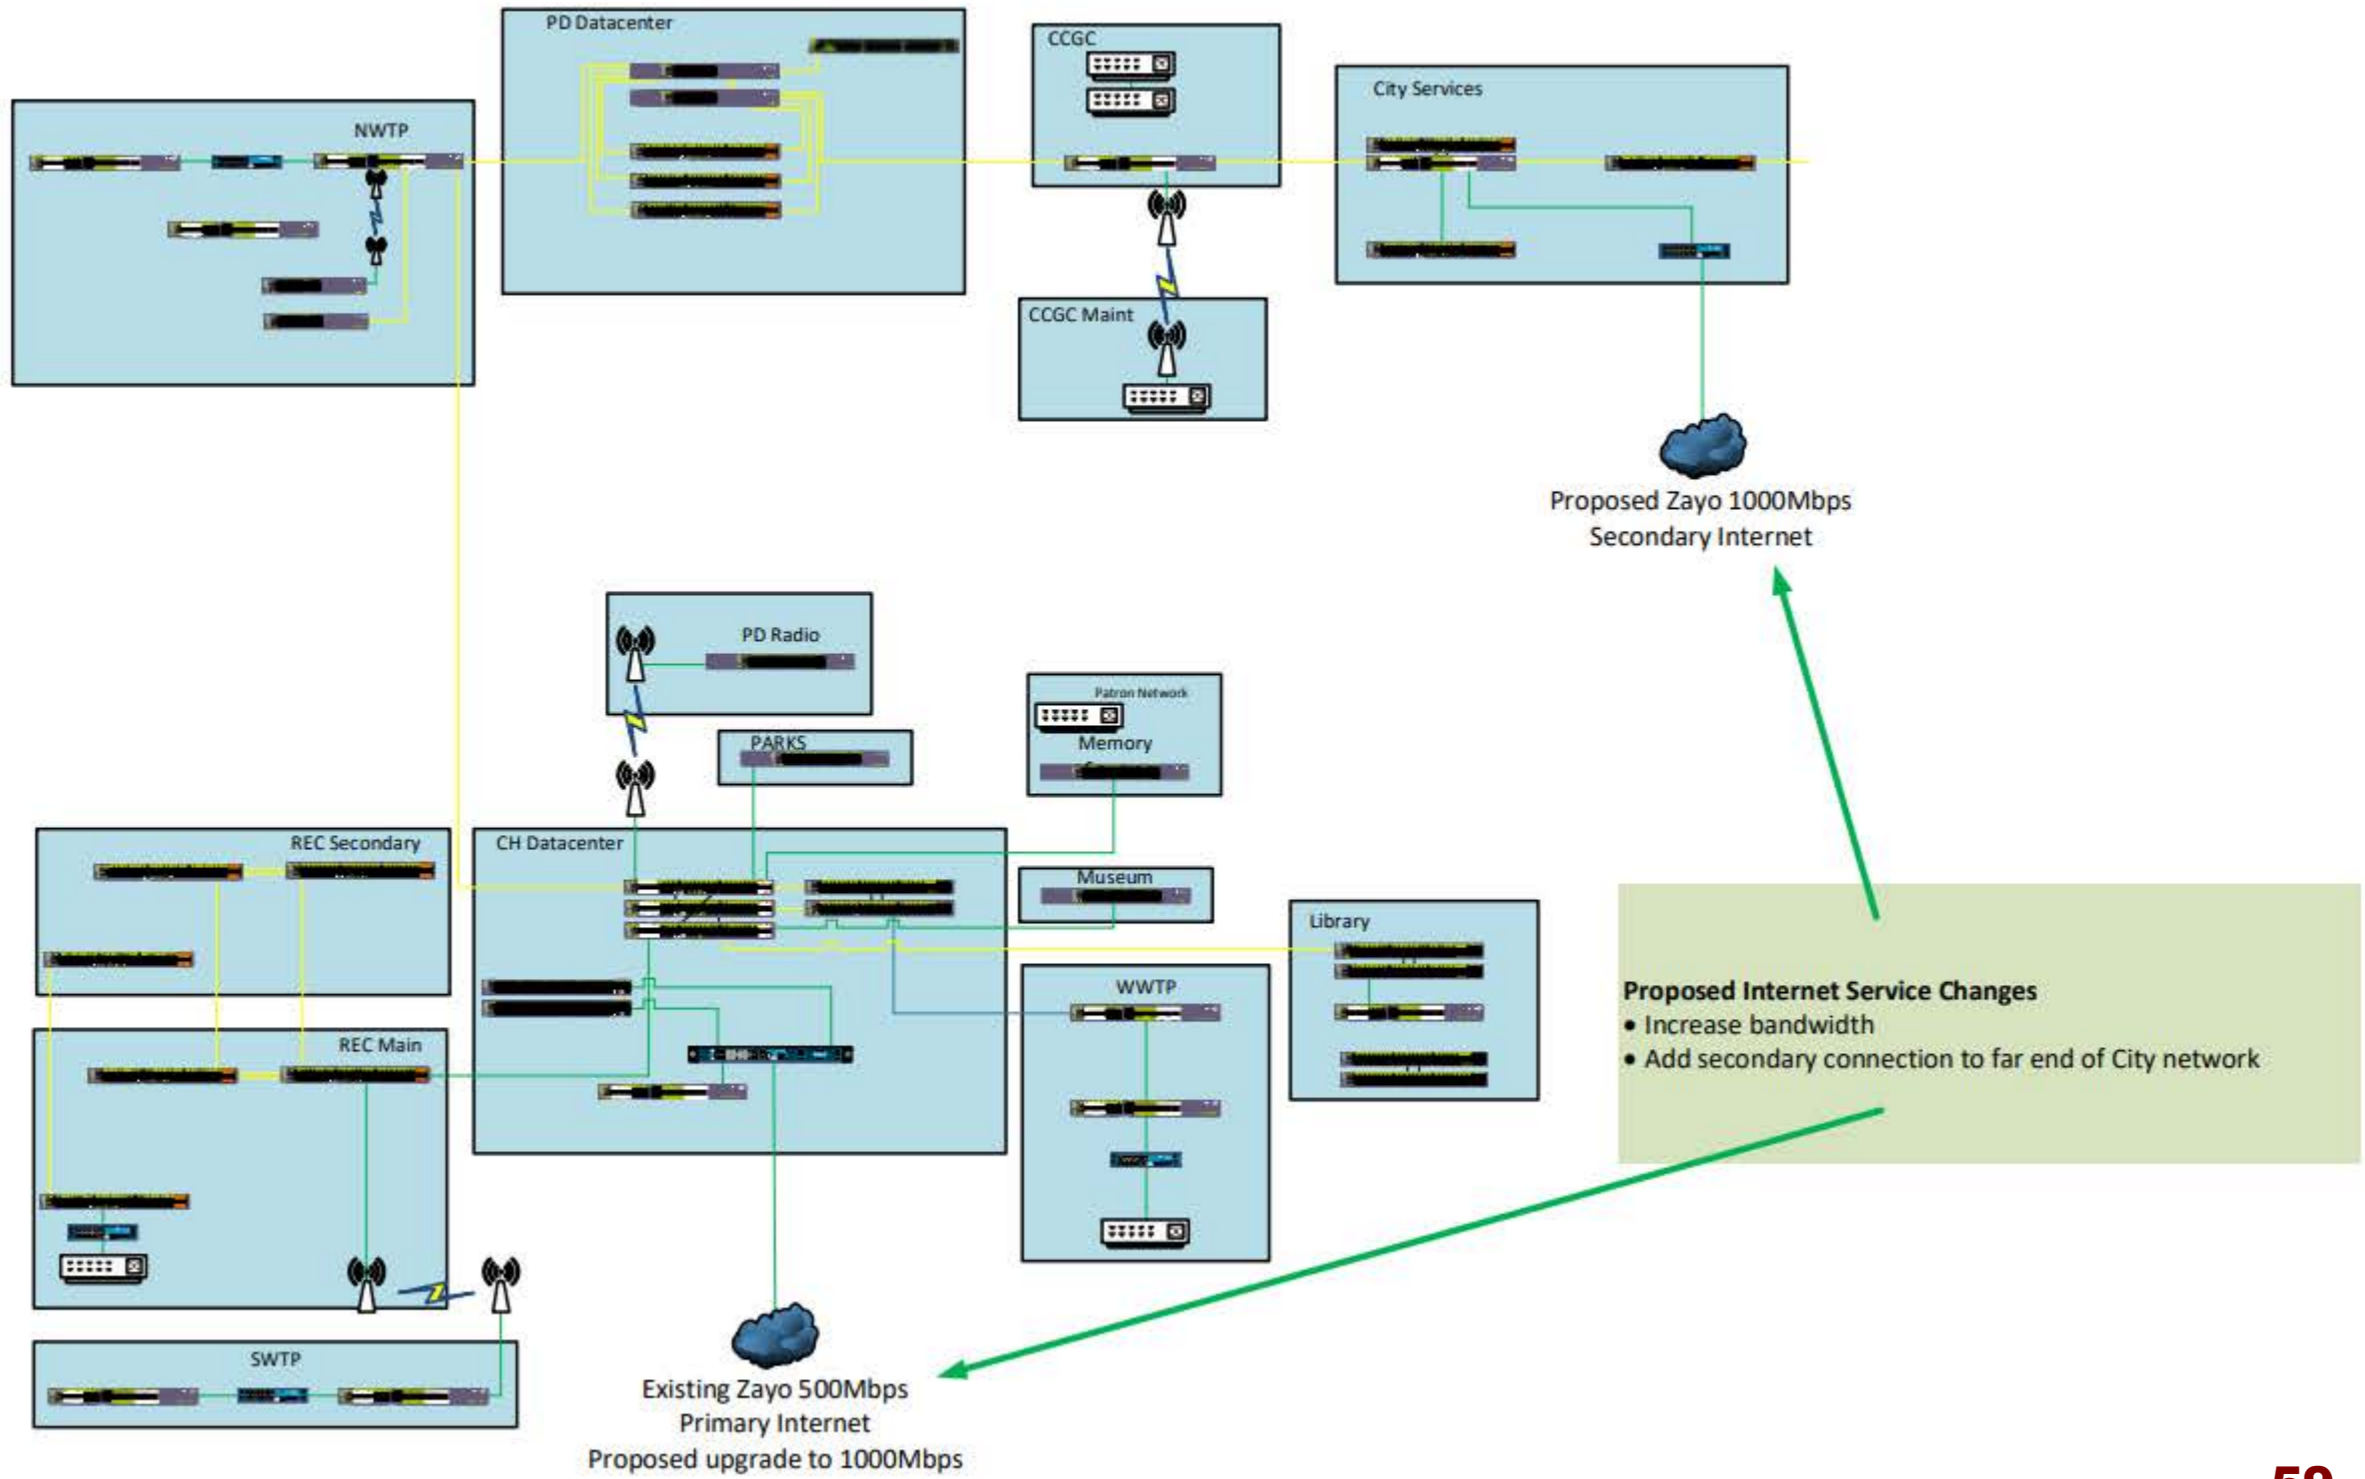 PD Datacenter
CCGC
City Services
NWTP
CCGC Maint
Proposed Zayo 1000Mbps
Secondary Internet
PD Radio
Patron Network
Memory
PARKS
REC Secondary
CH Datacenter
Museum
Library
WWTP
Proposed Internet Service Changes
• Increase bandwidth
• Add secondary connection to far end of City network
REC Main
SWTP
Existing Zayo 500Mbps
Primary Internet
Proposed upgrade to 1000Mbps